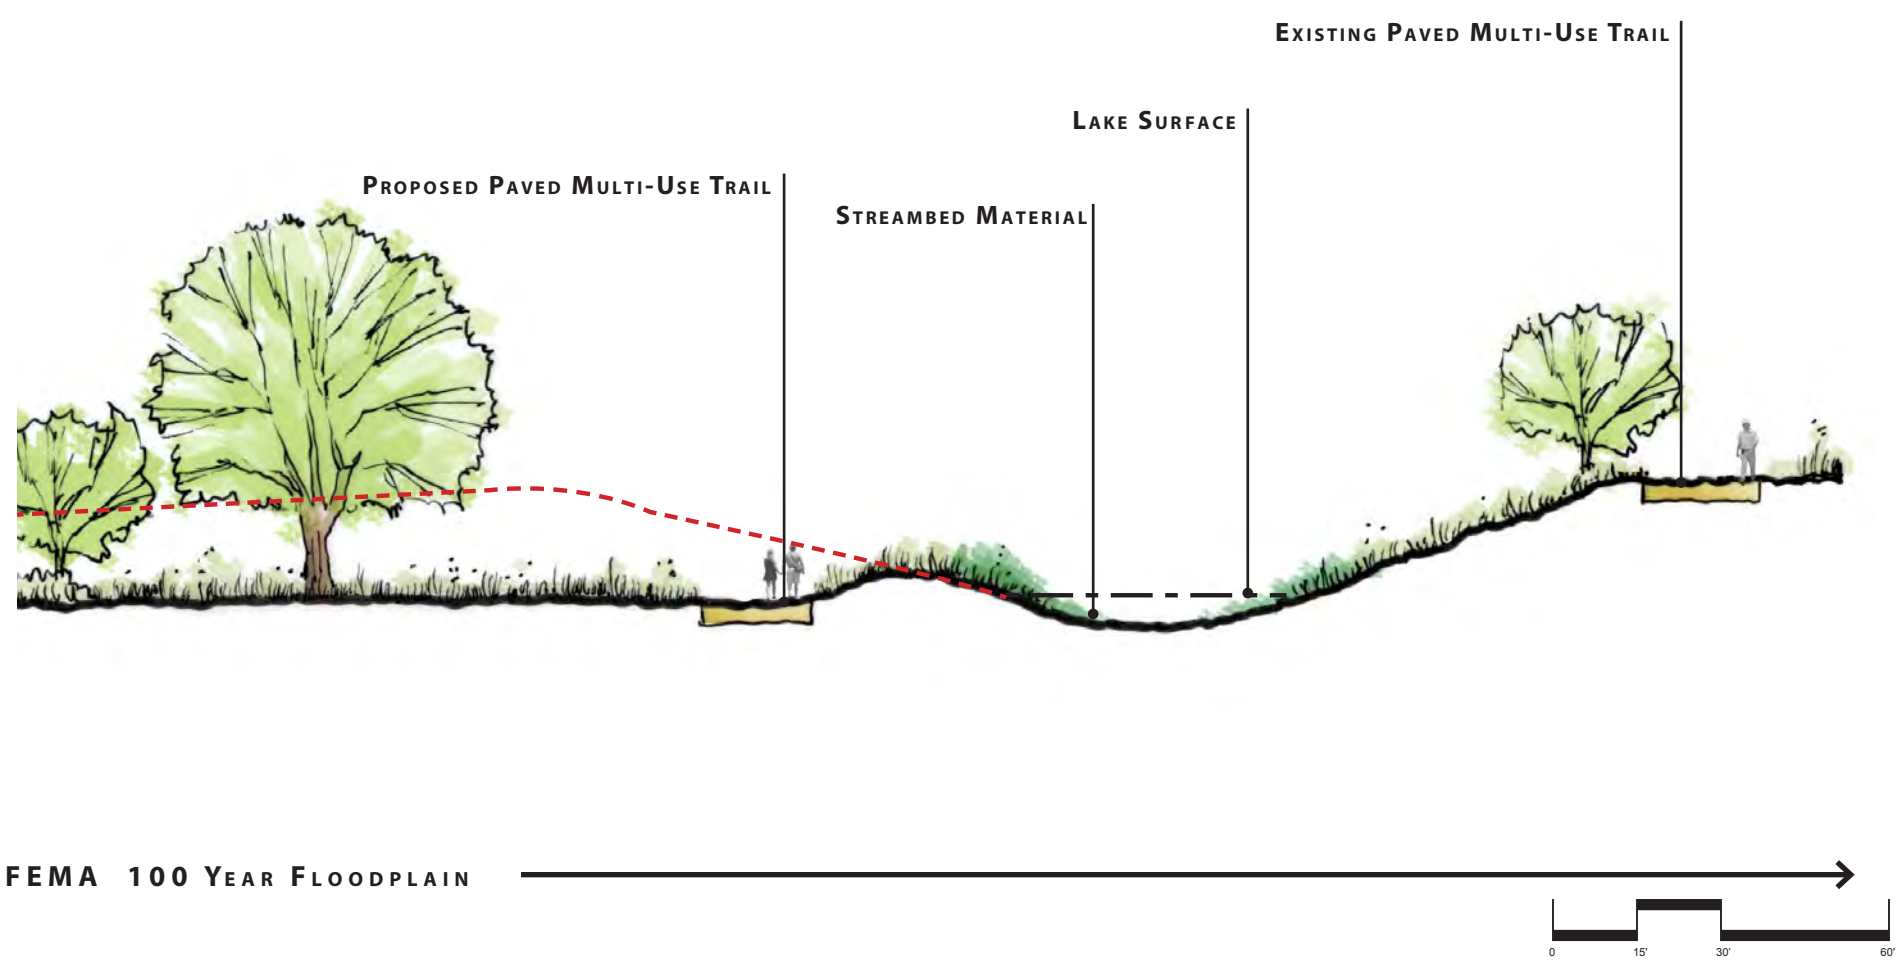 Existing Paved Multi-Use Trail
Lake Surface
Proposed Paved Multi-Use Trail
Streambed Material
FEMA 100 Year Floodplain
0 15' 30' 60'